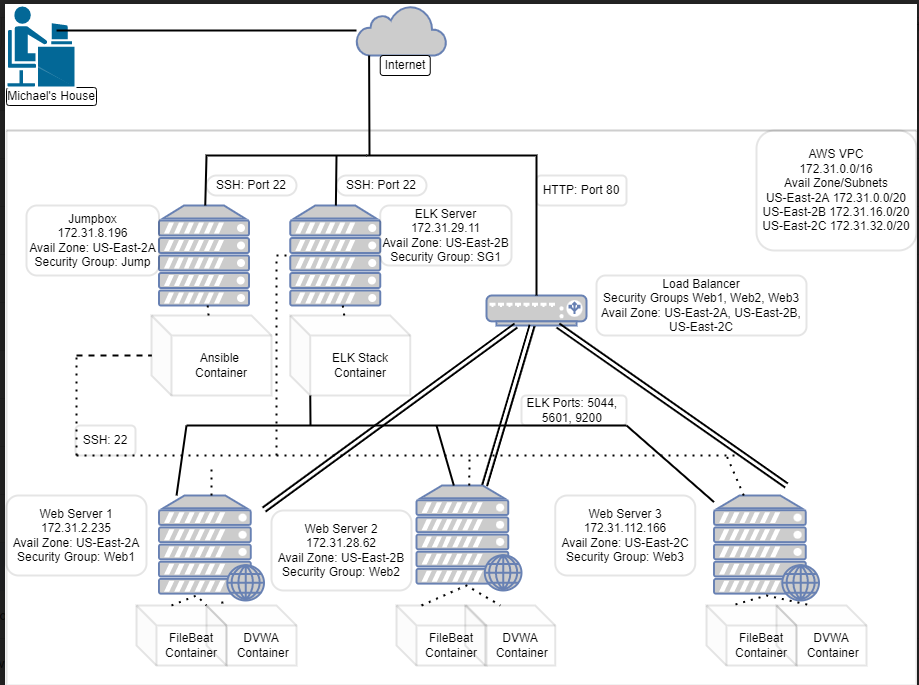 Internet
Michael's House
AWS VPC
172.31.0.0/16
Avail Zone/Subnets
US-East-2A 172.31.0.0/20
US-East-2B 172.31.16.0/20
US-East-2C 172.31.32.0/20
SSH: Port 22
SSH: Port 22
HTTP: Port 80
Jumpbox
172.31.8.196
Avail Zone: US-East-2A
Security Group: Jump
ELK Server
172.31.29.11
Avail Zone: US-East-2B
Security Group: SG1
Load Balancer
Security Groups Web1, Web2, Web3
Avail Zone: US-East-2A, US-East-2B,
US-East-2C
Ansible
Container
ELK Stack
Container
ELK Ports: 5044,
5601, 9200
SSH: 22
Web Server 1
172.31.2.235
Avail Zone: US-East-2A
Security Group: Web1
Web Server 2
172.31.28.62
Avail Zone: US-East-2B
Security Group: Web2
Web Server 3
172.31.112.166
Avail Zone: US-East-2C
Security Group: Web3
FileBeat
Container
DVWA
Container
FileBeat
Container
DVWA
Container
FileBeat
Container
DVWA
Container